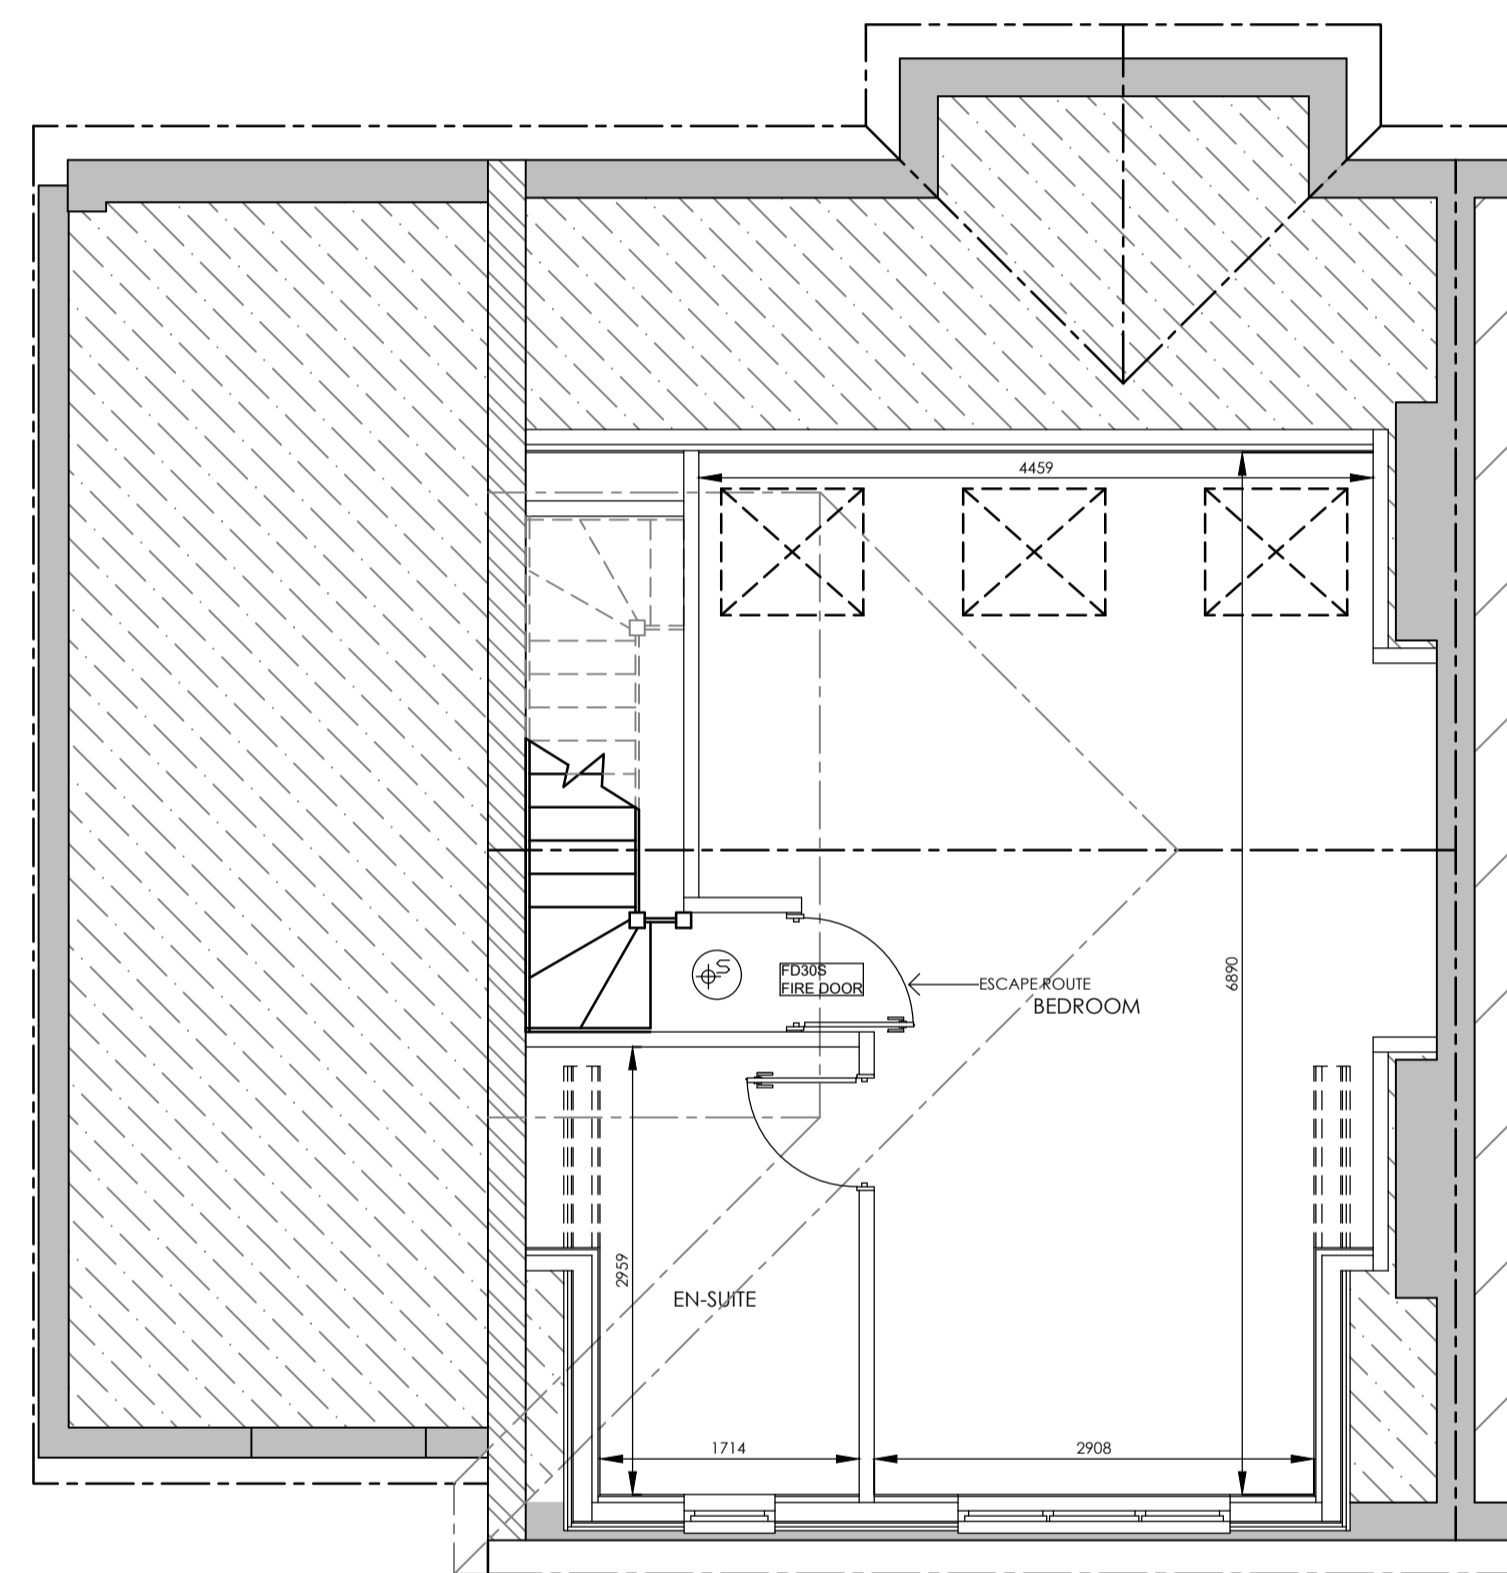 4459
S
FD30S
FIRE DOOR
ESCAPE ROUTE
BEDROOM
6890
2959
EN-SUITE
1714
2908